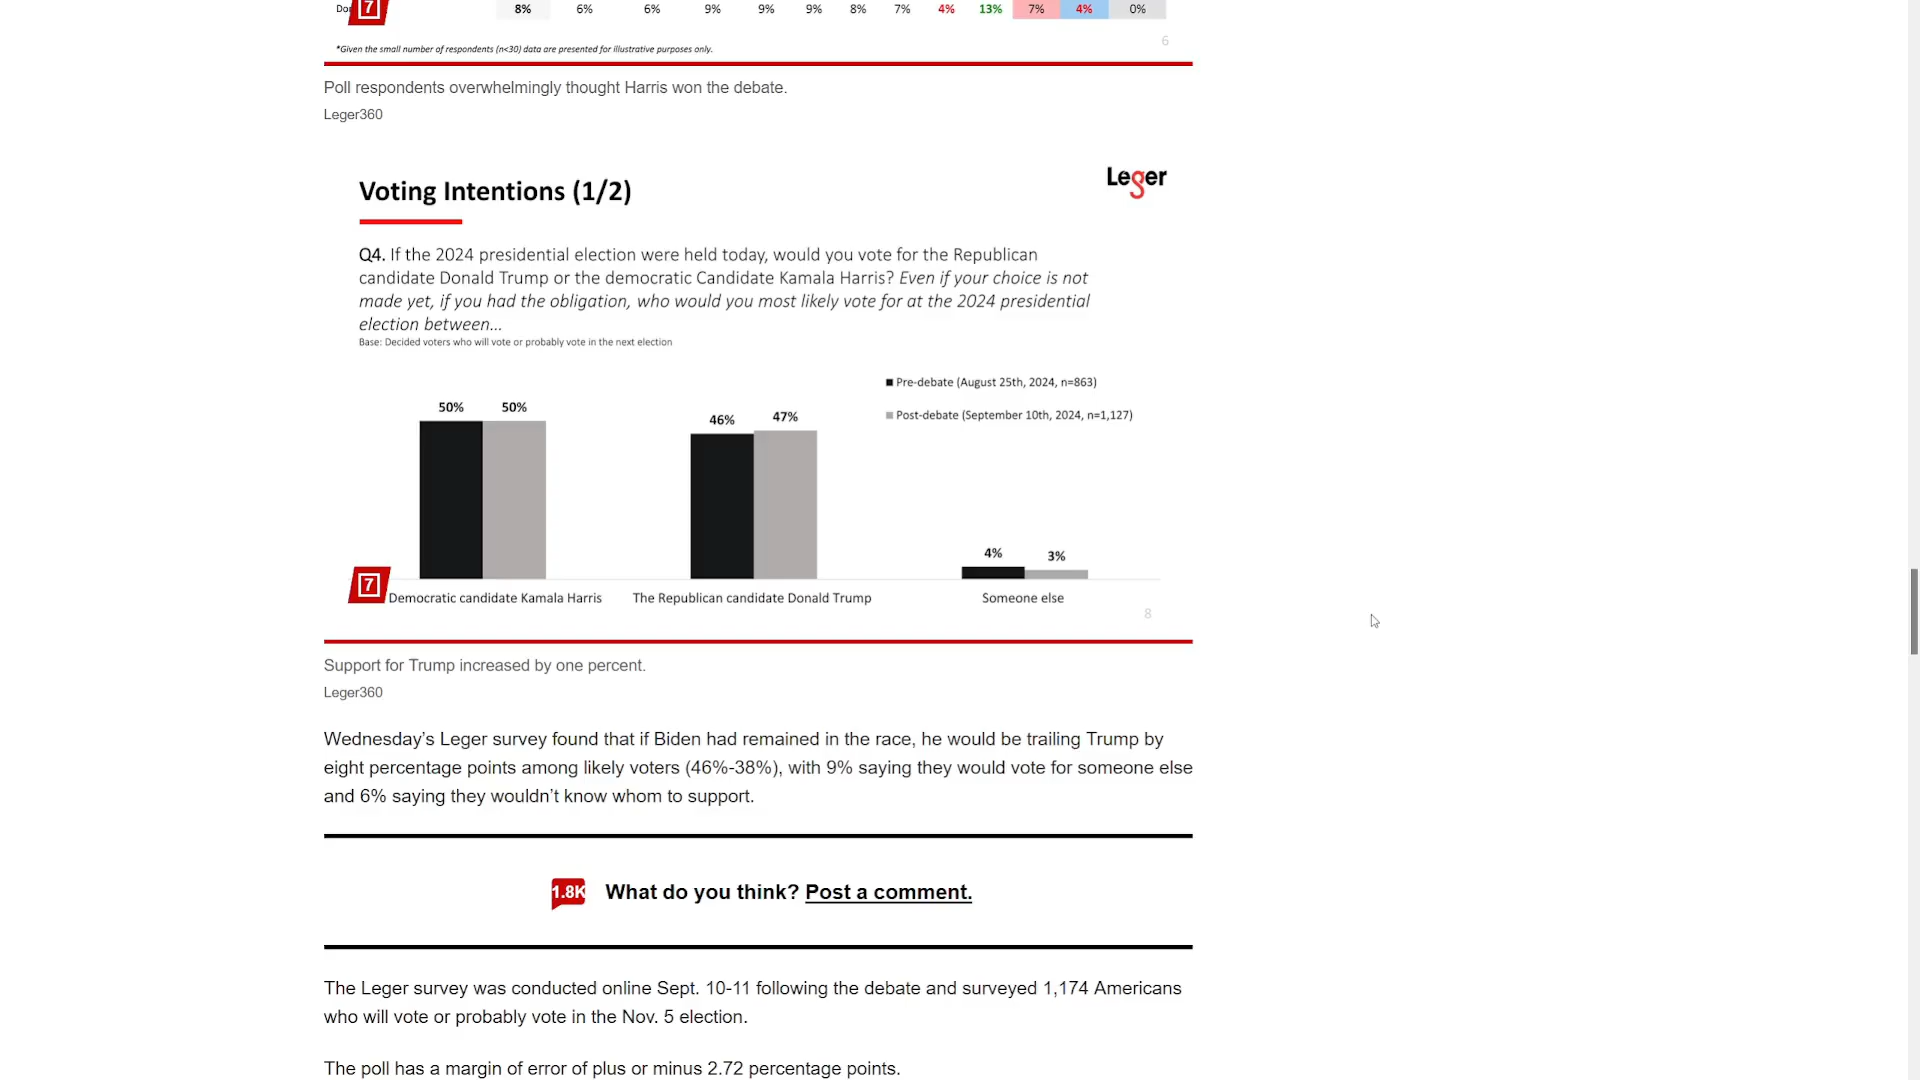 8% 6% 6% 9% 9% 9% 8% 7% 4% 13% 7% 4% 0%
7
*Given the small number of respondents (n<30) data are presented for illustrative purposes only.
6
Poll respondents overwhelmingly thought Harris won the debate.
Leger360
Leger
Voting Intentions (1/2)
Q4. If the 2024 presidential election were held today, would you vote for the Republican
candidate Donald Trump or the democratic Candidate Kamala Harris? Even if your choice is not
made yet, if you had the obligation, who would you most likely vote for at the 2024 presidential
election between...
Base: Decided voters who will vote or probably vote in the next election
Pre-debate (August 25th, 2024, n=863)
Post-debate (September 10th, 2024, n=1,127)
50% 50% 46% 47% 4% 3%
7
Democratic candidate Kamala Harris The Republican candidate Donald Trump Someone else
8
Support for Trump increased by one percent.
Leger360
Wednesday’s Leger survey found that if Biden had remained in the race, he would be trailing Trump by
eight percentage points among likely voters (46%-38%), with 9% saying they would vote for someone else
and 6% saying they wouldn’t know whom to support.
1.8K What do you think? Post a comment.
The Leger survey was conducted online Sept. 10-11 following the debate and surveyed 1,174 Americans
who will vote or probably vote in the Nov. 5 election.
The poll has a margin of error of plus or minus 2.72 percentage points.